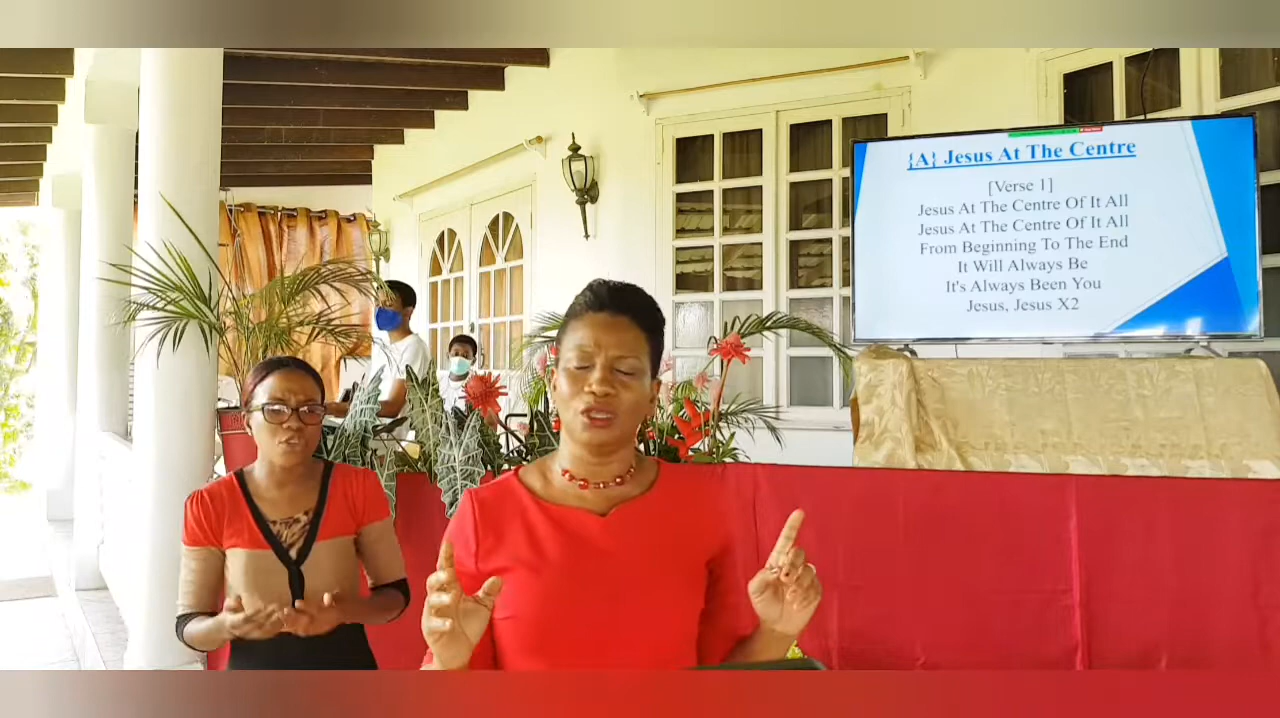 {A} Jesus At The Centre
[Verse 1]
Jesus At The Centre Of It All
Jesus At The Centre Of It All
From Beginning To The End
It Will Always Be
It's Always Been You
Jesus, Jesus X2